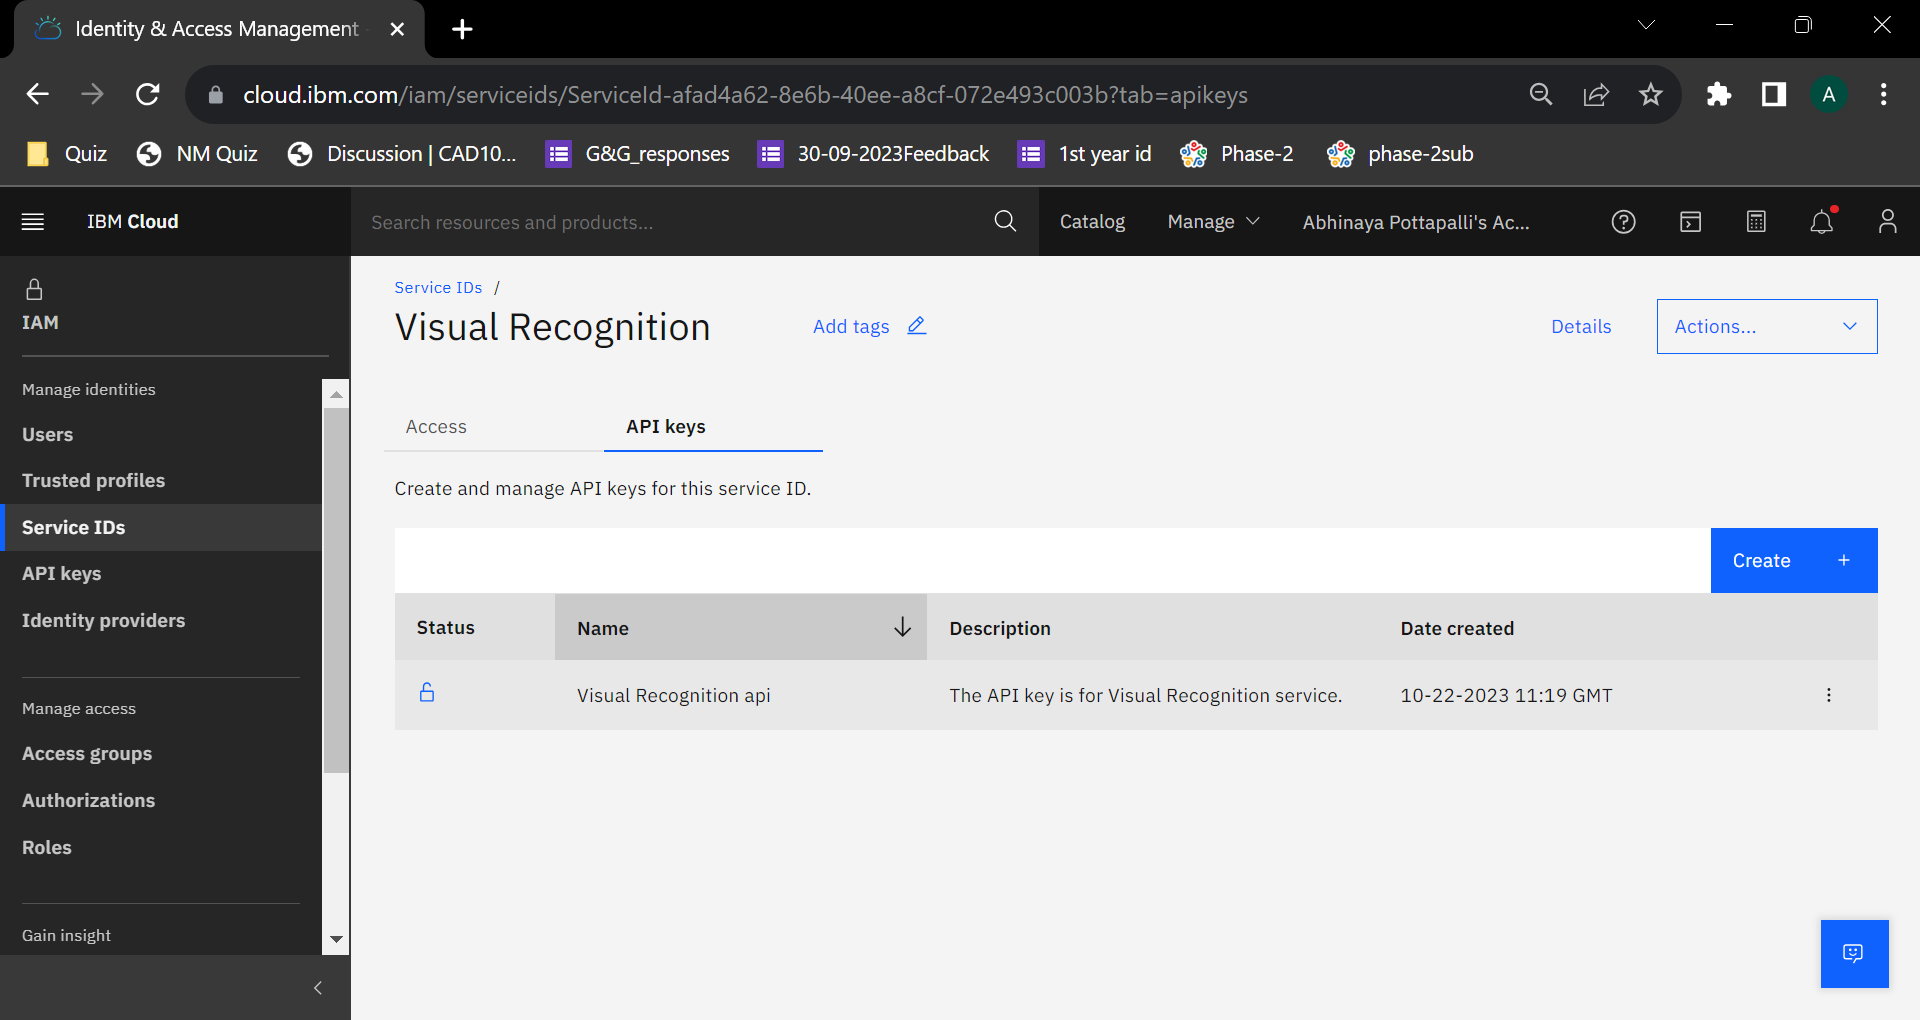 Identity & Access Management
cloud.ibm.com/iam/serviceids/ServiceId-afad4a62-8e6b-40ee-a8cf-072e493c003b?tab=apikeys
A
Quiz
NM Quiz
Discussion | CAD10...
G&G_responses
30-09-2023Feedback
1st year id
Phase-2
phase-2sub
IBM Cloud
Search resources and products...
Catalog
Manage
Abhinaya Pottapalli's Ac...
IAM
Manage identities
Users
Trusted profiles
Service IDs
API keys
Identity providers
Manage access
Access groups
Authorizations
Roles
Gain insight
Service IDs /
Visual Recognition
Add tags
Details
Actions...
Access
API keys
Create and manage API keys for this service ID.
Create +
Status Name Description Date created
Visual Recognition api The API key is for Visual Recognition service. 10-22-2023 11:19 GMT